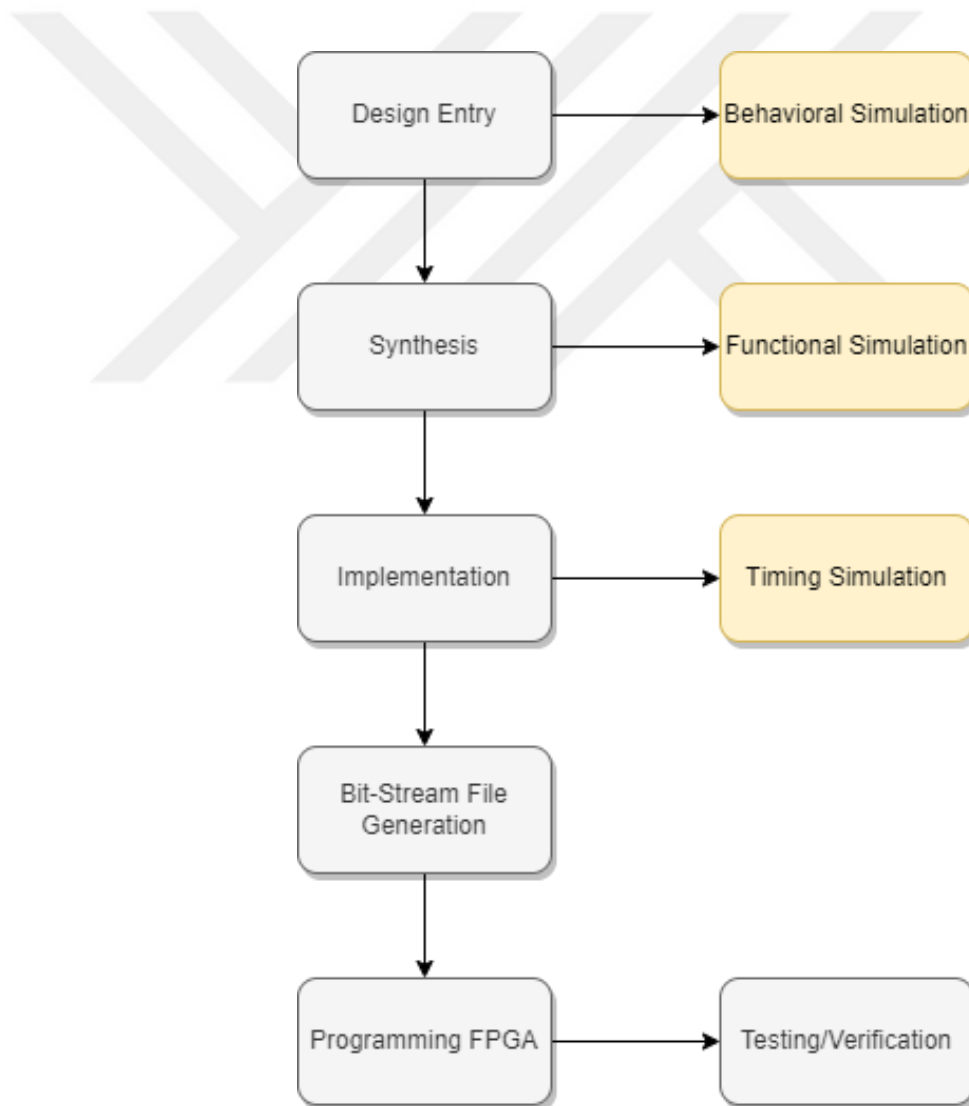 Design Entry
Behavioral Simulation
Synthesis
Functional Simulation
Implementation
Timing Simulation
Bit-Stream File
Generation
Programming FPGA
Testing/Verification